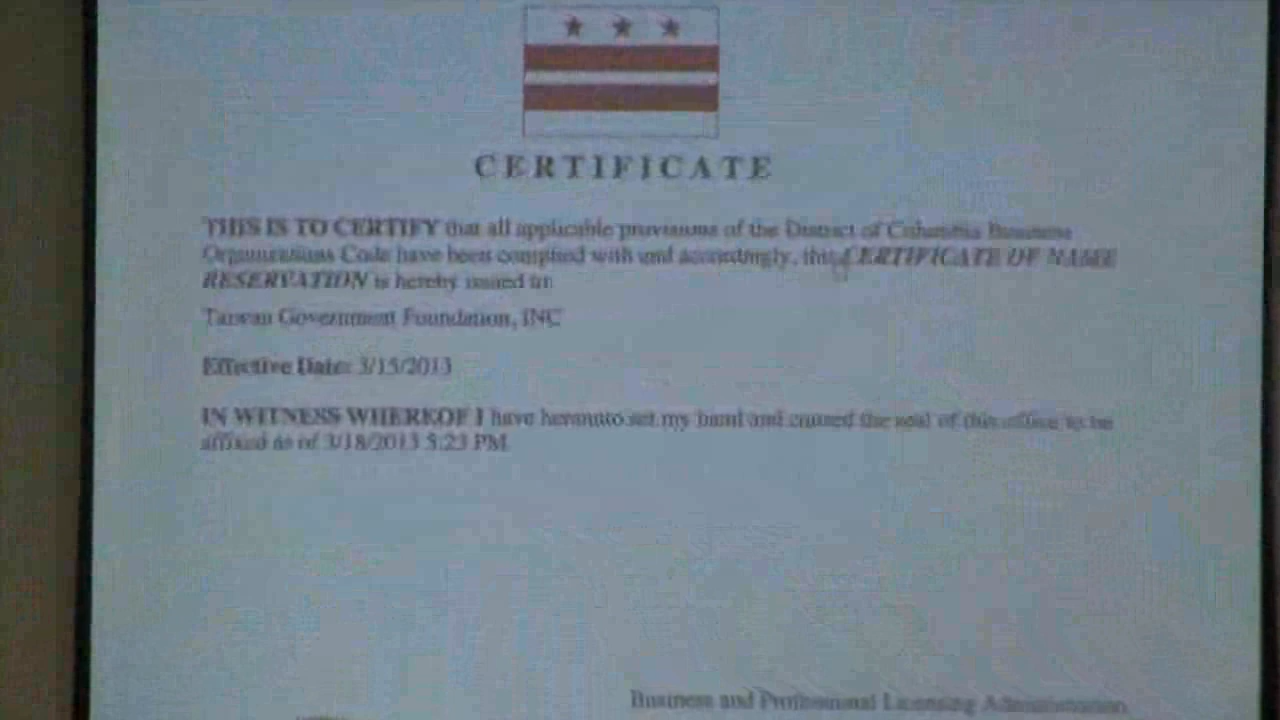 CERTIFICATE
THIS IS TO CERTIFY that all applicable provisions of the District of Columbia Business
Organizations Code have been complied with and accordingly, this CERTIFICATE OF NAME
RESERVATION is hereby issued to:
Taiwan Government Foundation, INC
Effective Date: 3/15/2013
IN WITNESS WHEREOF I have hereunto set my hand and caused the seal of this office to be
affixed as of 3/18/2013 5:23 PM
Business and Professional Licensing Administration